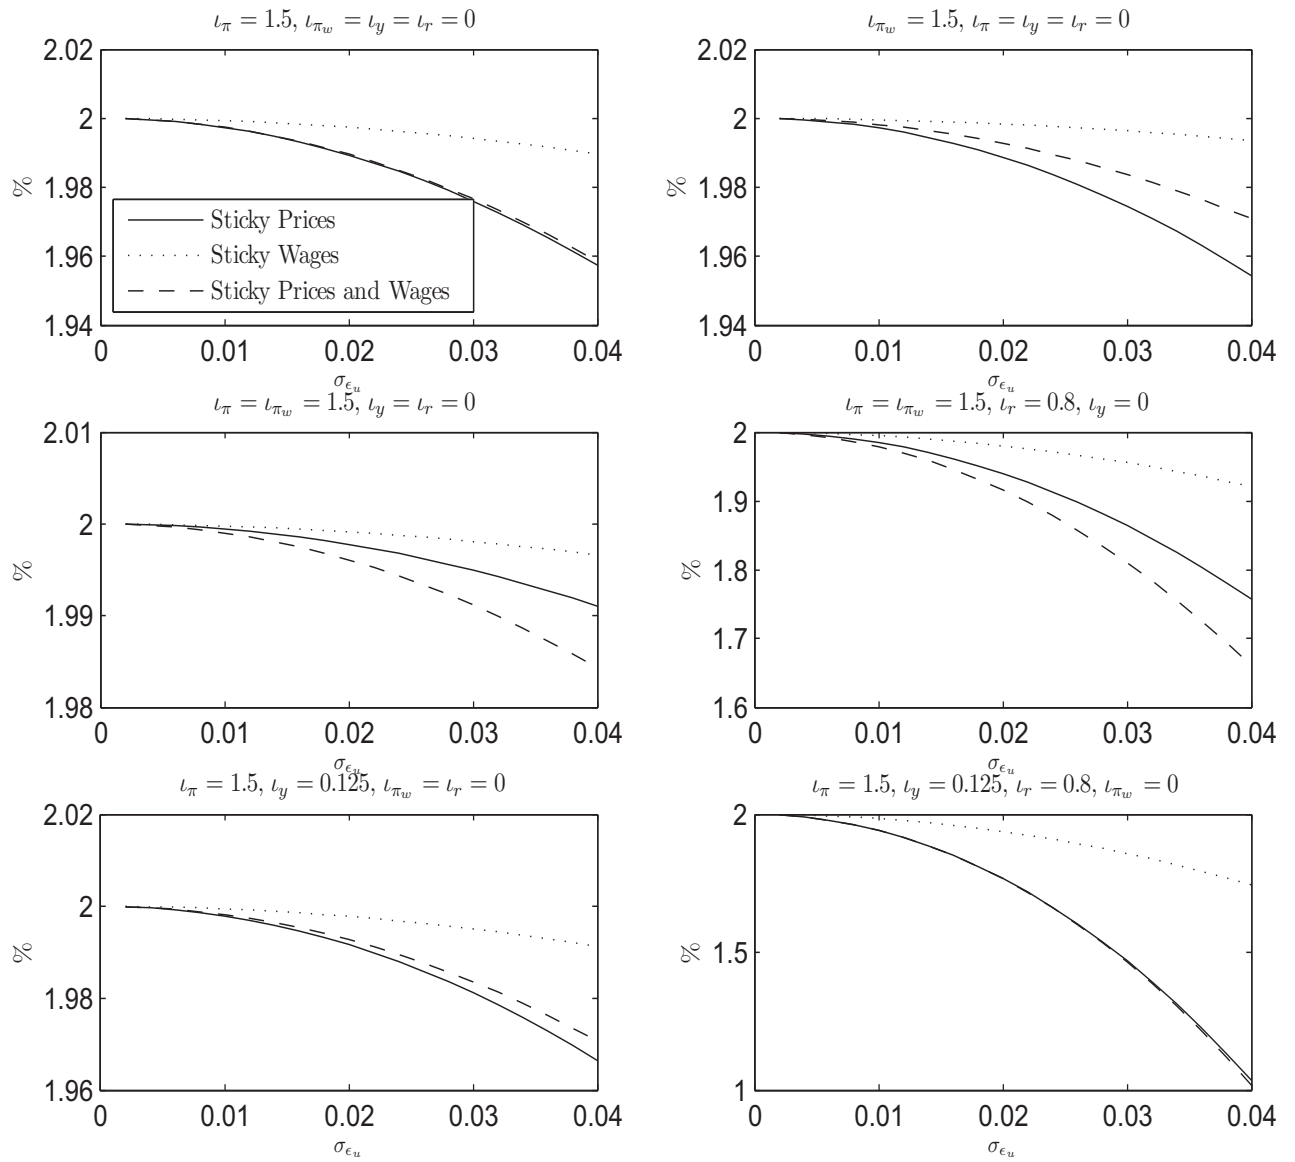 ι_π = 1.5, ι_{π_w} = ι_y = ι_r = 0
2.02
2
1.98
1.96
1.94
%
Sticky Prices
Sticky Wages
Sticky Prices and Wages
0 0.01 0.02 0.03 0.04
σ_{ϵ_u}
ι_{π_w} = 1.5, ι_π = ι_y = ι_r = 0
2.02
2
1.98
1.96
1.94
%
0 0.01 0.02 0.03 0.04
σ_{ϵ_u}
ι_π = ι_{π_w} = 1.5, ι_y = ι_r = 0
2.01
2
1.99
1.98
%
0 0.01 0.02 0.03 0.04
σ_{ϵ_u}
ι_π = ι_{π_w} = 1.5, ι_r = 0.8, ι_y = 0
2
1.9
1.8
1.7
1.6
%
0 0.01 0.02 0.03 0.04
σ_{ϵ_u}
ι_π = 1.5, ι_y = 0.125, ι_{π_w} = ι_r = 0
2.02
2
1.98
1.96
%
0 0.01 0.02 0.03 0.04
σ_{ϵ_u}
ι_π = 1.5, ι_y = 0.125, ι_r = 0.8, ι_{π_w} = 0
2
1.5
1
%
0 0.01 0.02 0.03 0.04
σ_{ϵ_u}